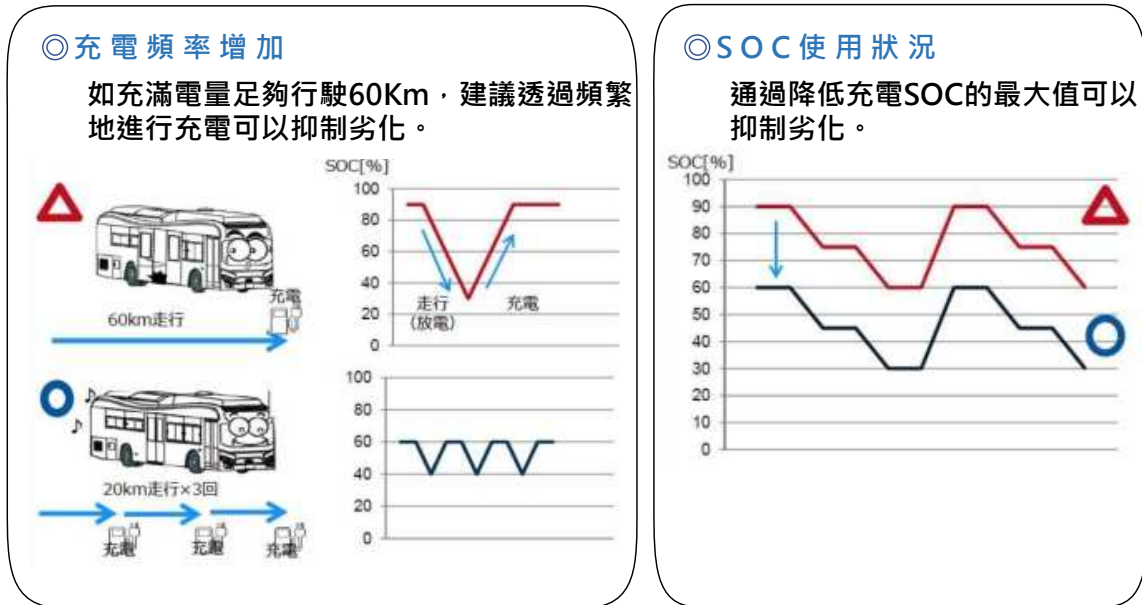 ◎充電頻率增加
如充滿電量足夠行駛60Km，建議透過頻繁
地進行充電可以抑制劣化。
SOC[%]
100
80
60
40
20
0
走行
(放電)
充電
充電
60km走行
100
80
60
40
20
0
20km走行×3回
充電
充電
充電
◎SOC使用狀況
通過降低充電SOC的最大值可以
抑制劣化。
SOC[%]
100
90
80
70
60
50
40
30
20
10
0